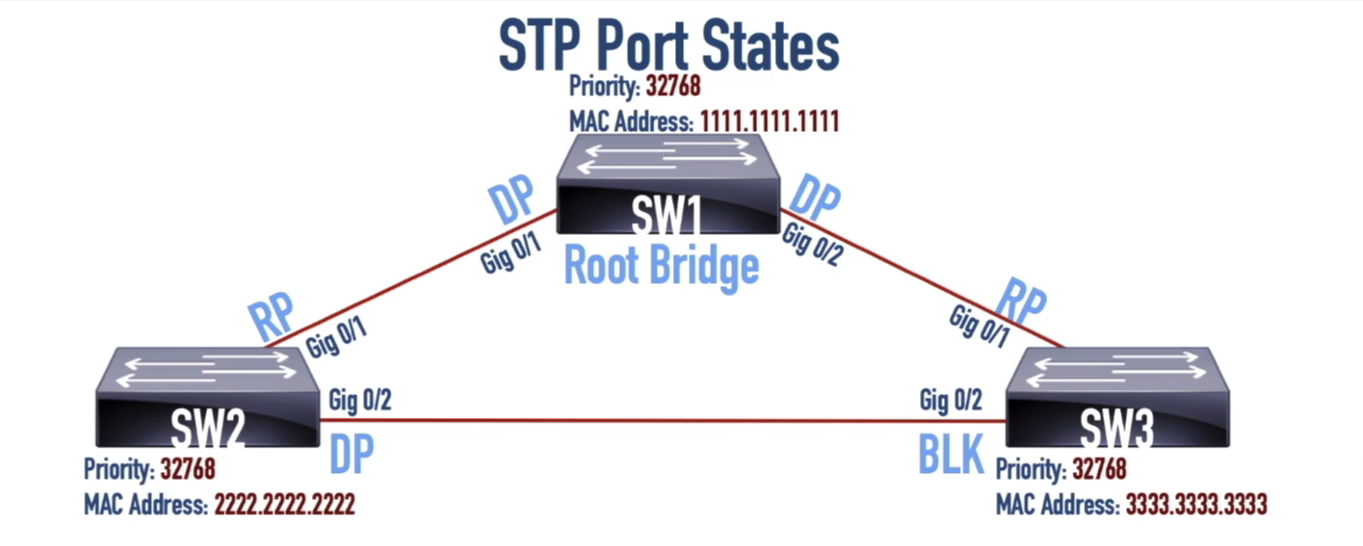 STP Port States
Priority: 32768
MAC Address: 1111.1111.1111
DP
DP
SW1
Gig 0/1
Gig 0/2
Root Bridge
RP
Gig 0/1
RP
Gig 0/1
SW2
Gig 0/2
DP
Gig 0/2
BLK
SW3
Priority: 32768
MAC Address: 2222.2222.2222
Priority: 32768
MAC Address: 3333.3333.3333